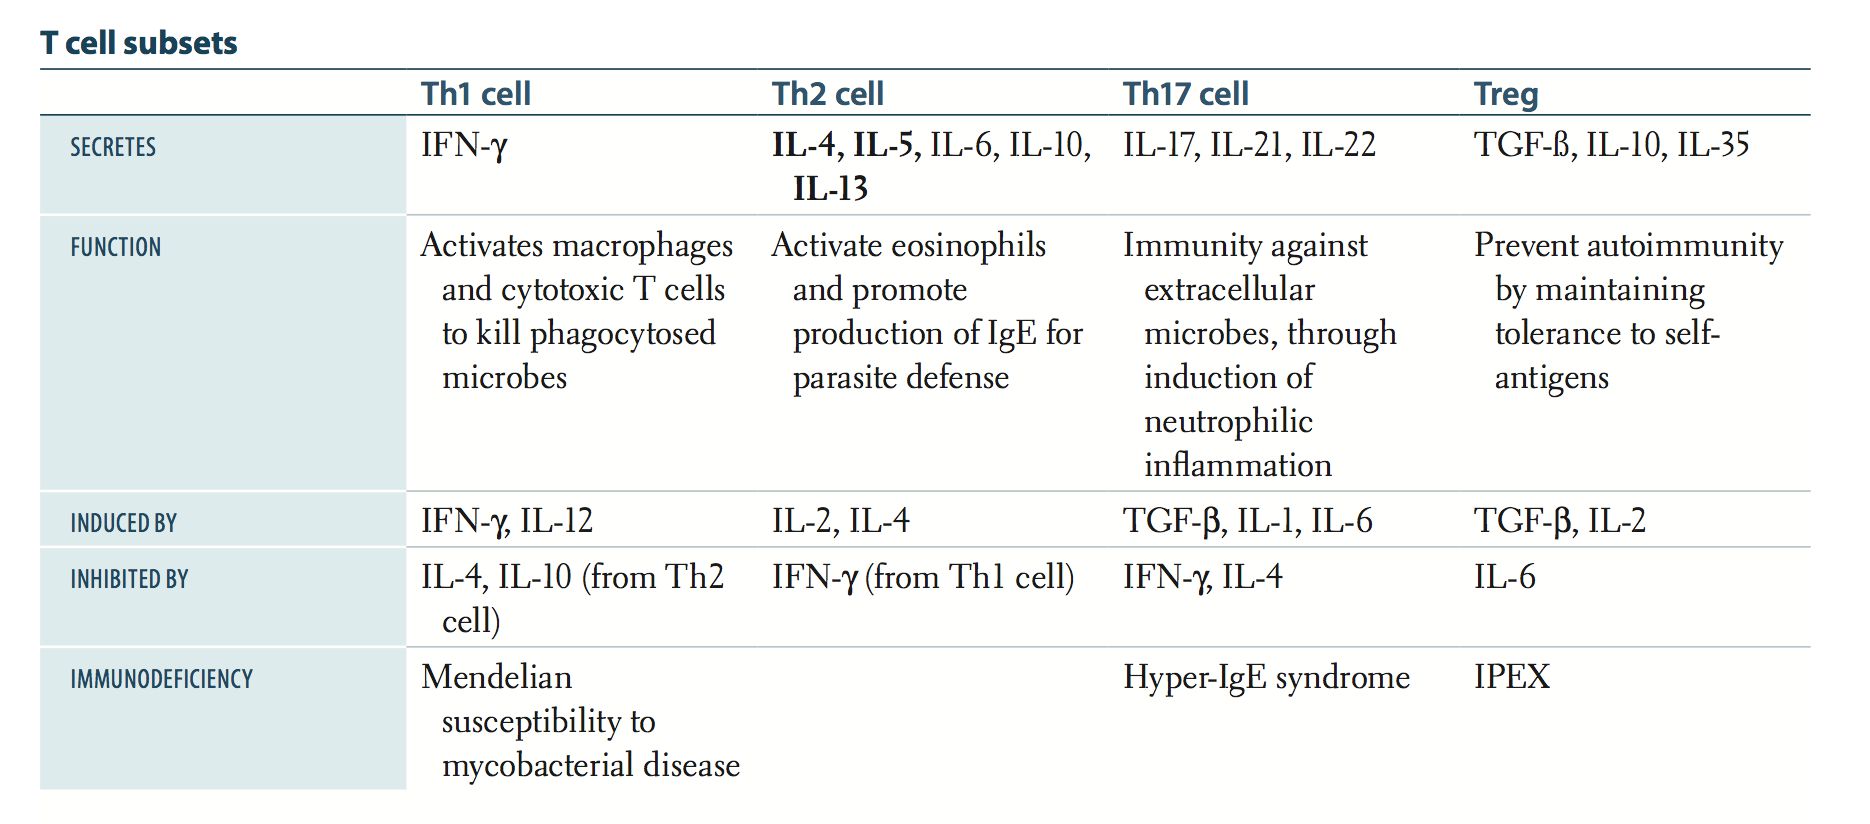 T cell subsets
Th1 cell Th2 cell Th17 cell Treg
SECRETES IFN-γ IL-4, IL-5, IL-6, IL-10, IL-17, IL-21, IL-22 TGF-ß, IL-10, IL-35
IL-13
FUNCTION Activates macrophages Activate eosinophils Immunity against Prevent autoimmunity
and cytotoxic T cells and promote extracellular by maintaining
to kill phagocytosed production of IgE for microbes, through tolerance to self-
microbes parasite defense induction of antigens
neutrophilic
inflammation
INDUCED BY IFN-γ, IL-12 IL-2, IL-4 TGF-β, IL-1, IL-6 TGF-β, IL-2
INHIBITED BY IL-4, IL-10 (from Th2 IFN-γ (from Th1 cell) IFN-γ, IL-4 IL-6
cell)
IMMUNODEFICIENCY Mendelian Hyper-IgE syndrome IPEX
susceptibility to
mycobacterial disease